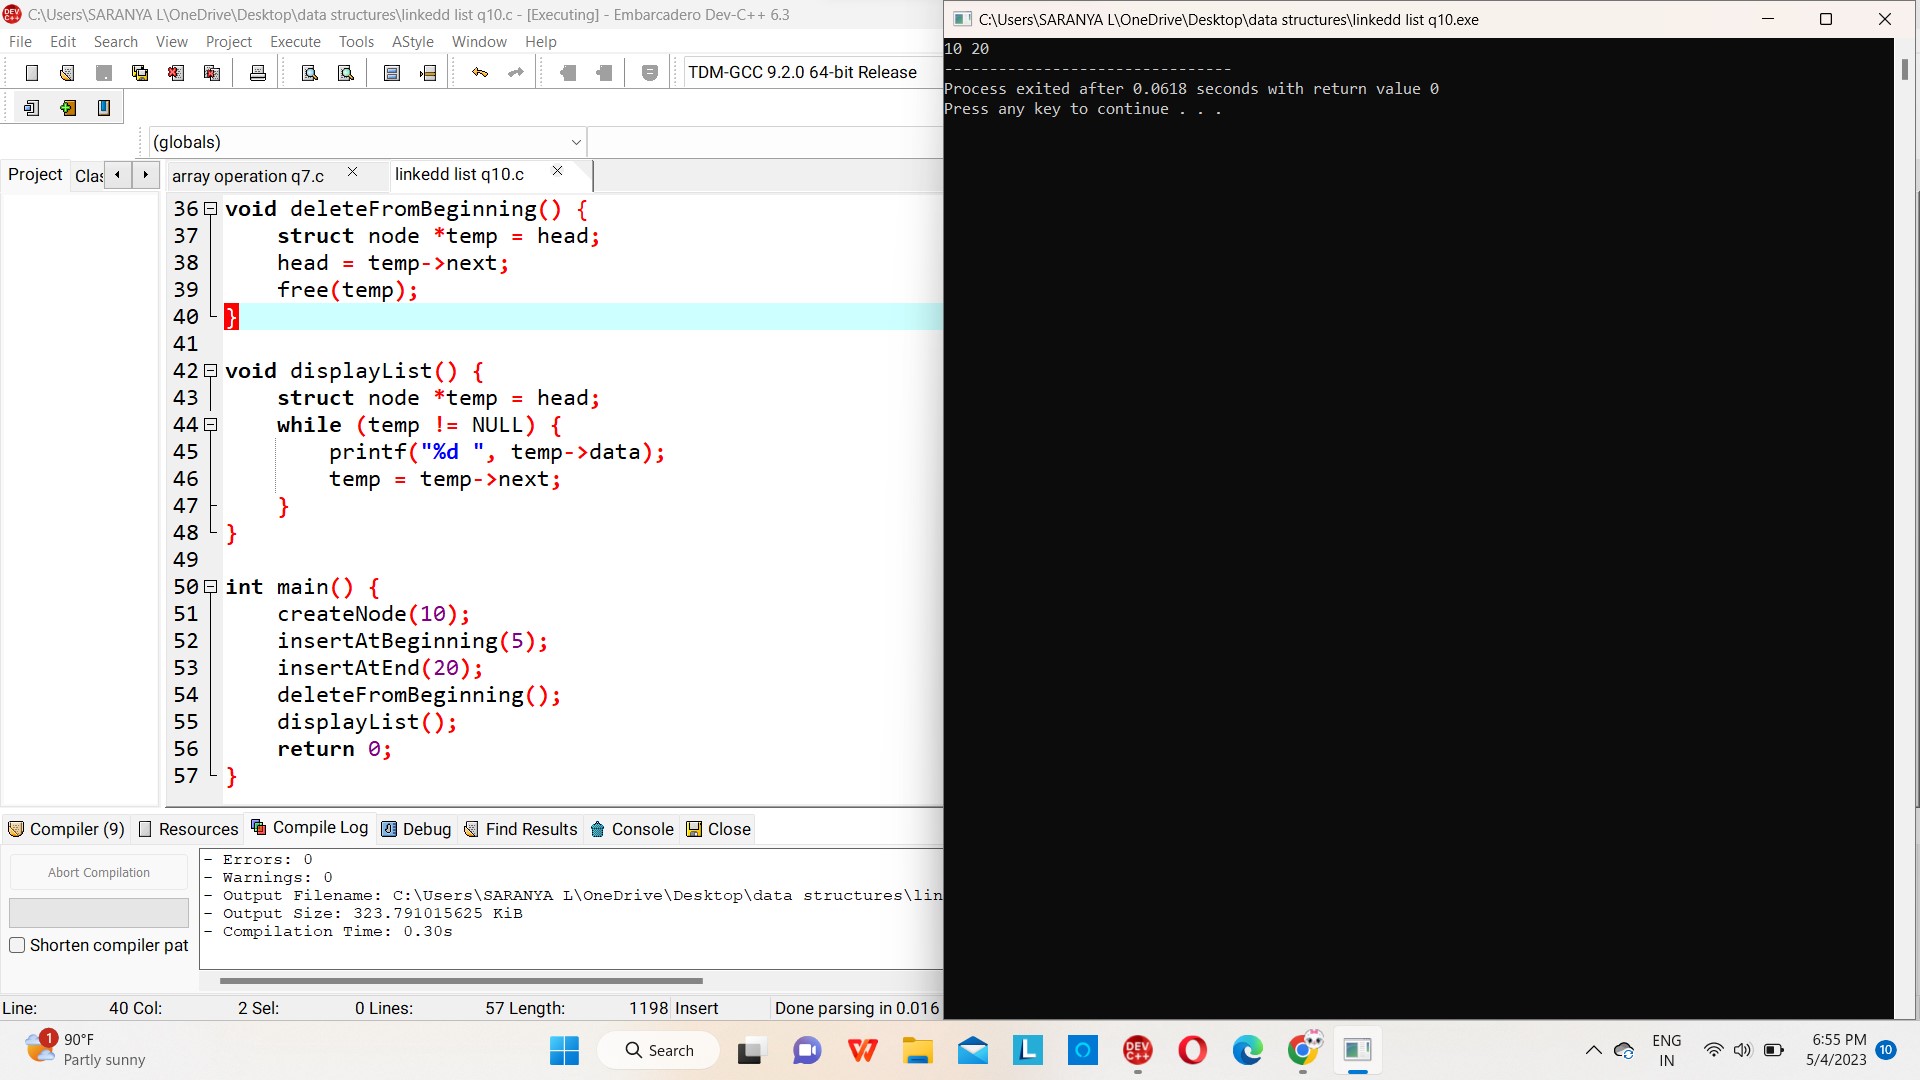 C:\Users\SARANYA L\OneDrive\Desktop\data structures\linkedd list q10.c - [Executing] - Embarcadero Dev-C++ 6.3
File Edit Search View Project Execute Tools AStyle Window Help
TDM-GCC 9.2.0 64-bit Release
(globals)
Project Clas
array operation q7.c linkedd list q10.c
36 void deleteFromBeginning() {
37 struct node *temp = head;
38 head = temp->next;
39 free(temp);
40 }
41
42 void displayList() {
43 struct node *temp = head;
44 while (temp != NULL) {
45 printf("%d ", temp->data);
46 temp = temp->next;
47 }
48 }
49
50 int main() {
51 createNode(10);
52 insertAtBeginning(5);
53 insertAtEnd(20);
54 deleteFromBeginning();
55 displayList();
56 return 0;
57 }
Compiler (9) Resources Compile Log Debug Find Results Console Close
Abort Compilation
Shorten compiler pat
- Errors: 0
- Warnings: 0
- Output Filename: C:\Users\SARANYA L\OneDrive\Desktop\data structures\lin
- Output Size: 323.791015625 KiB
- Compilation Time: 0.30s
Line: 40 Col: 2 Sel: 0 Lines: 57 Length: 1198 Insert Done parsing in 0.016
C:\Users\SARANYA L\OneDrive\Desktop\data structures\linkedd list q10.exe
10 20
--------------------------------
Process exited after 0.0618 seconds with return value 0
Press any key to continue . . .
1
90°F
Partly sunny
Search
DEV
C++
ENG
IN
6:55 PM
5/4/2023
10